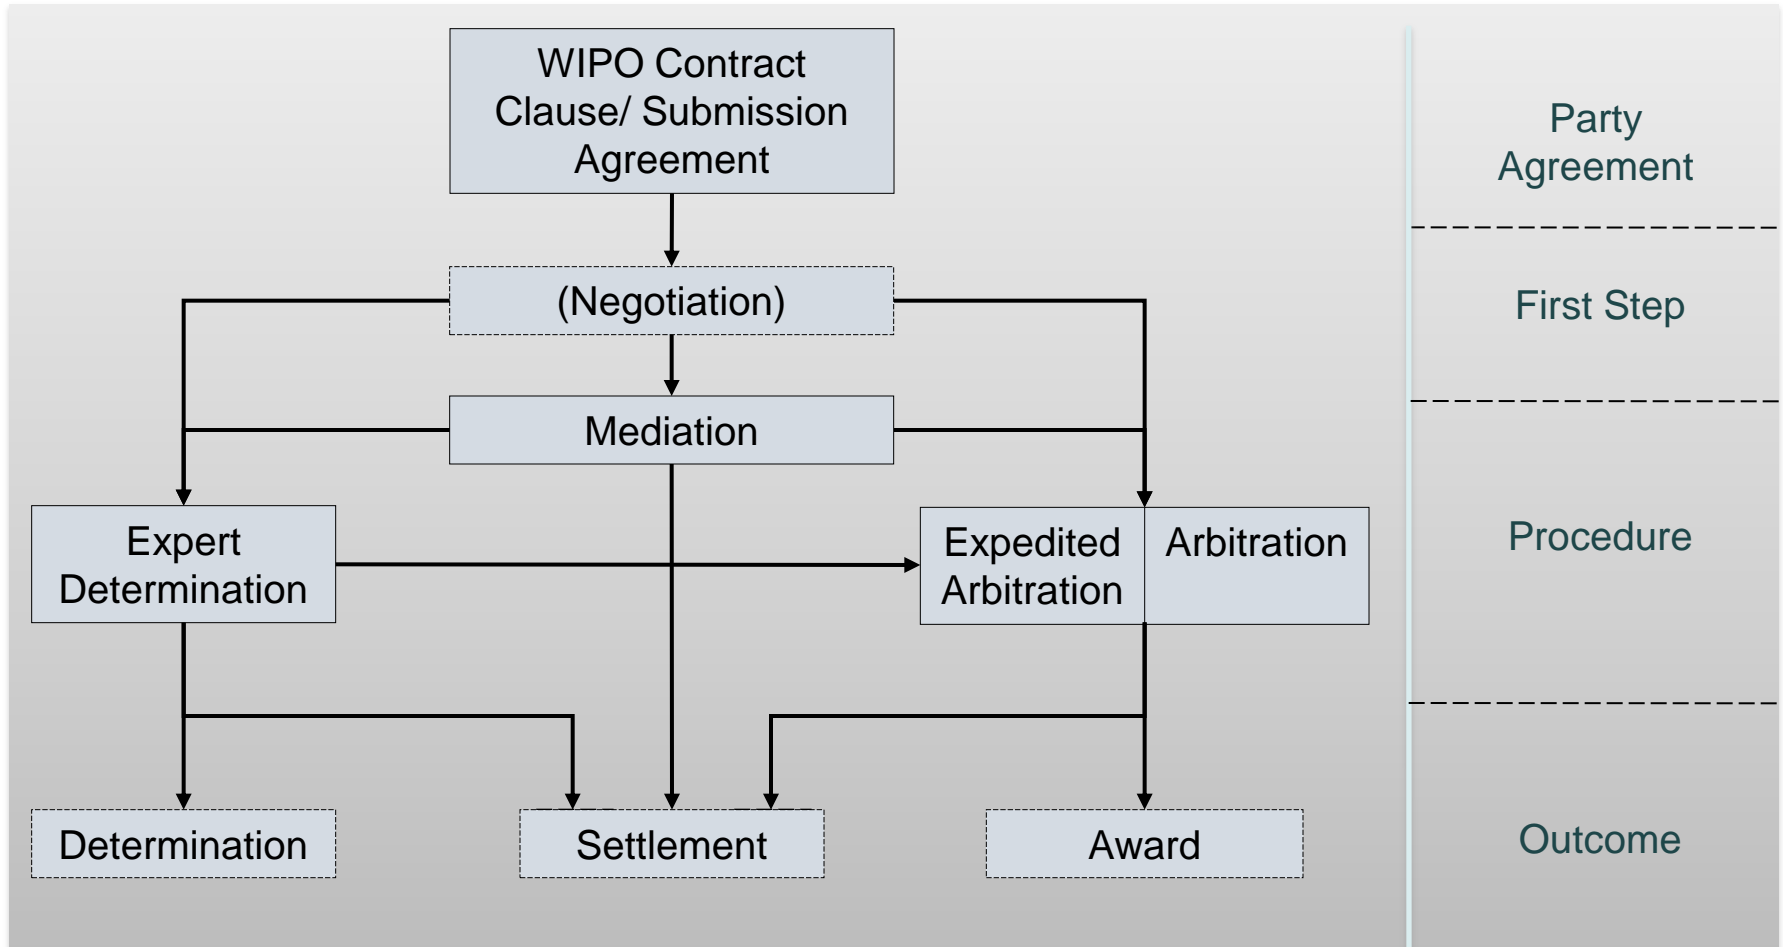 WIPO Contract
Clause/ Submission
Agreement
Party
Agreement
(Negotiation)
First Step
Mediation
Expert
Determination
Expedited
Arbitration
Arbitration
Procedure
Determination
Settlement
Award
Outcome